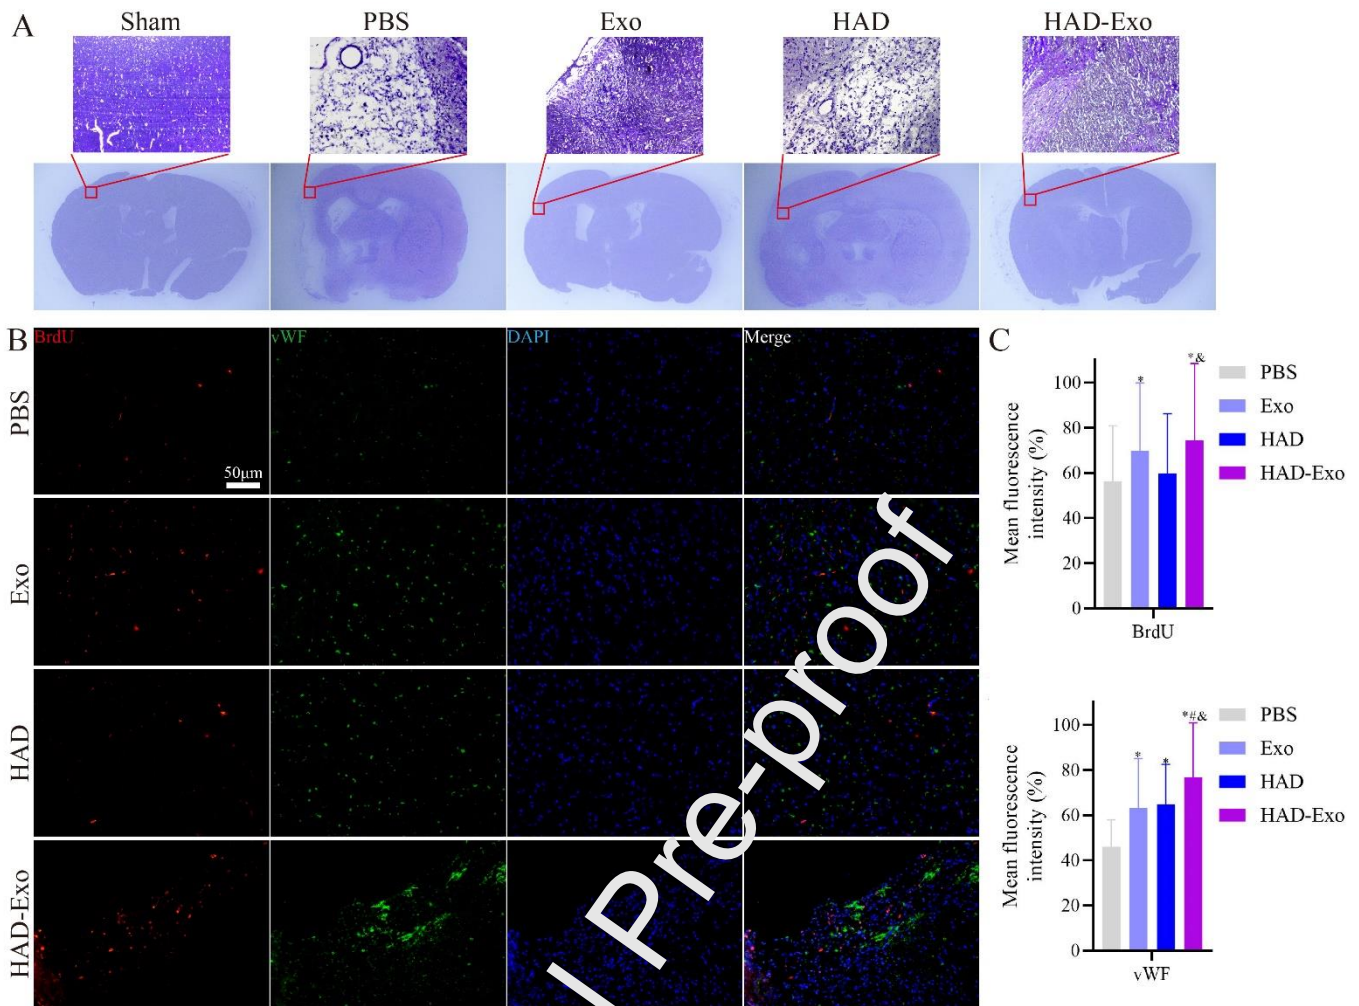 A
Sham
PBS
Exo
HAD
HAD-Exo
B
BrdU
vWF
DAPI
Merge
PBS
50μm
Exo
HAD
HAD-Exo
l Pre-proof
C
Mean fluorescence
intensity (%)
100
80
60
40
20
0
*
*&
BrdU
PBS
Exo
HAD
HAD-Exo
Mean fluorescence
intensity (%)
100
80
60
40
20
0
*
*
*#&
vWF
PBS
Exo
HAD
HAD-Exo